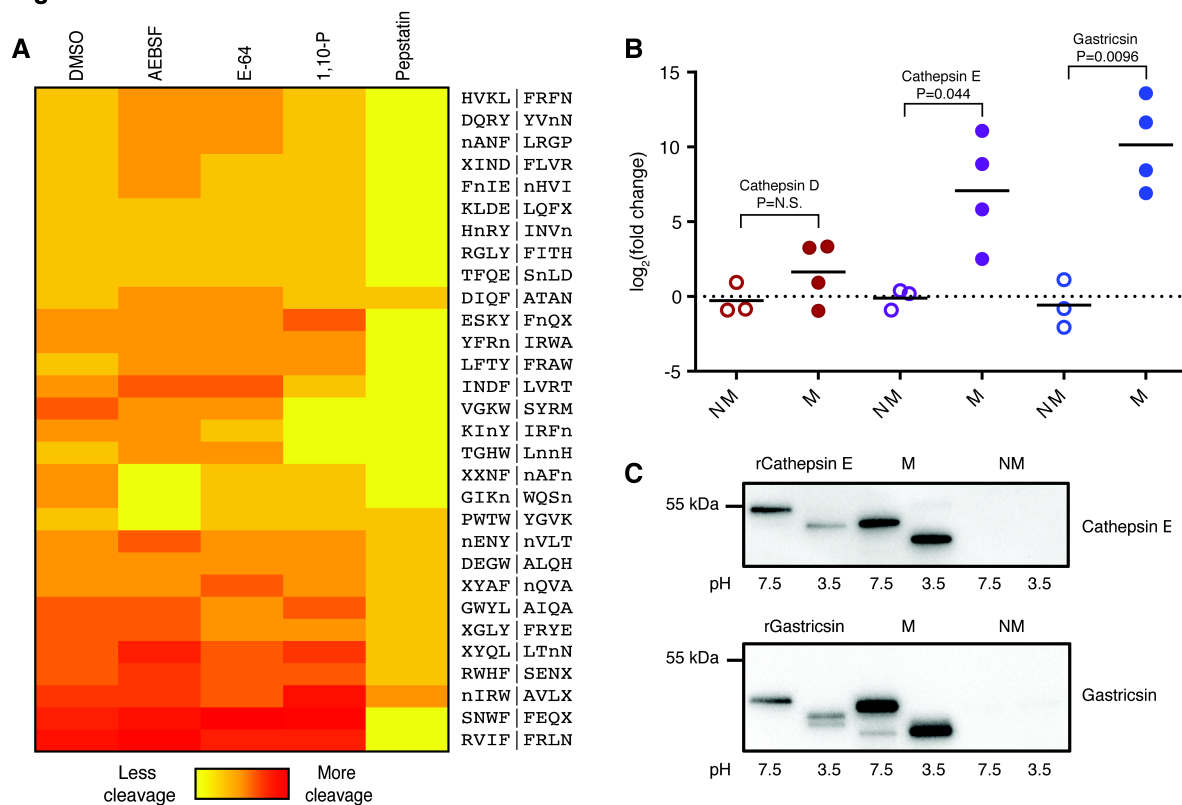 A
DMSO
AEBSF
E-64
1,10-P
Pepstatin
HVKL|FRFN
DQRY|YVnN
nANF|LRGP
XIND|FLVR
FnIE|nHVI
KLDE|LQFX
HnRY|INVn
RGLY|FITH
TFQE|SnLD
DIQF|ATAN
ESKY|FnQX
YFRn|IRWA
LFTY|FRAW
INDF|LVRT
VGKW|SYRM
KInY|IRFn
TGHW|LnnH
XXNF|nAFn
GIKn|WQSn
PWTW|YGVK
nENY|nVLT
DEGW|ALQH
XYAF|nQVA
GWYL|AIQA
XGLY|FRYE
XYQL|LTnN
RWHF|SENX
nIRW|AVLX
SNWF|FEQX
RVIF|FRLN
Less
cleavage
More
cleavage
B
log2(fold change)
15
10
5
0
-5
Cathepsin D
P=N.S.
Cathepsin E
P=0.044
Gastricsin
P=0.0096
NM
M
NM
M
NM
M
C
rCathepsin E M NM
55 kDa
Cathepsin E
pH 7.5 3.5 7.5 3.5 7.5 3.5
rGastricsin M NM
55 kDa
Gastricsin
pH 7.5 3.5 7.5 3.5 7.5 3.5